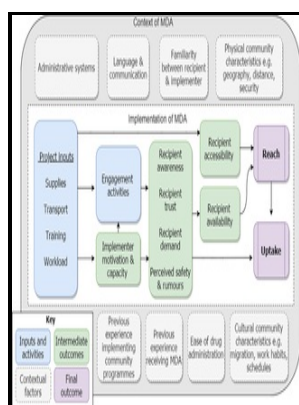 Context of MDA
Administrative systems
Language &
communication
Familiarity
between recipient
& implementer
Physical community
characteristics e.g.
geography, distance,
security
Implementation of MDA
Project inputs
Supplies
Transport
Training
Workload
Engagement
activities
Implementer
motivation &
capacity
Recipient
awareness
Recipient
trust
Recipient
demand
Perceived safety
& rumours
Recipient
accessibility
Recipient
availability
Reach
Uptake
Key
Inputs and
activities
Intermediate
outcomes
Contextual
factors
Final
outcome
Previous
experience
implementing
community
programmes
Previous
experience
receiving MDA
Ease of drug
administration
Cultural community
characteristics e.g.
migration, work habits,
schedules